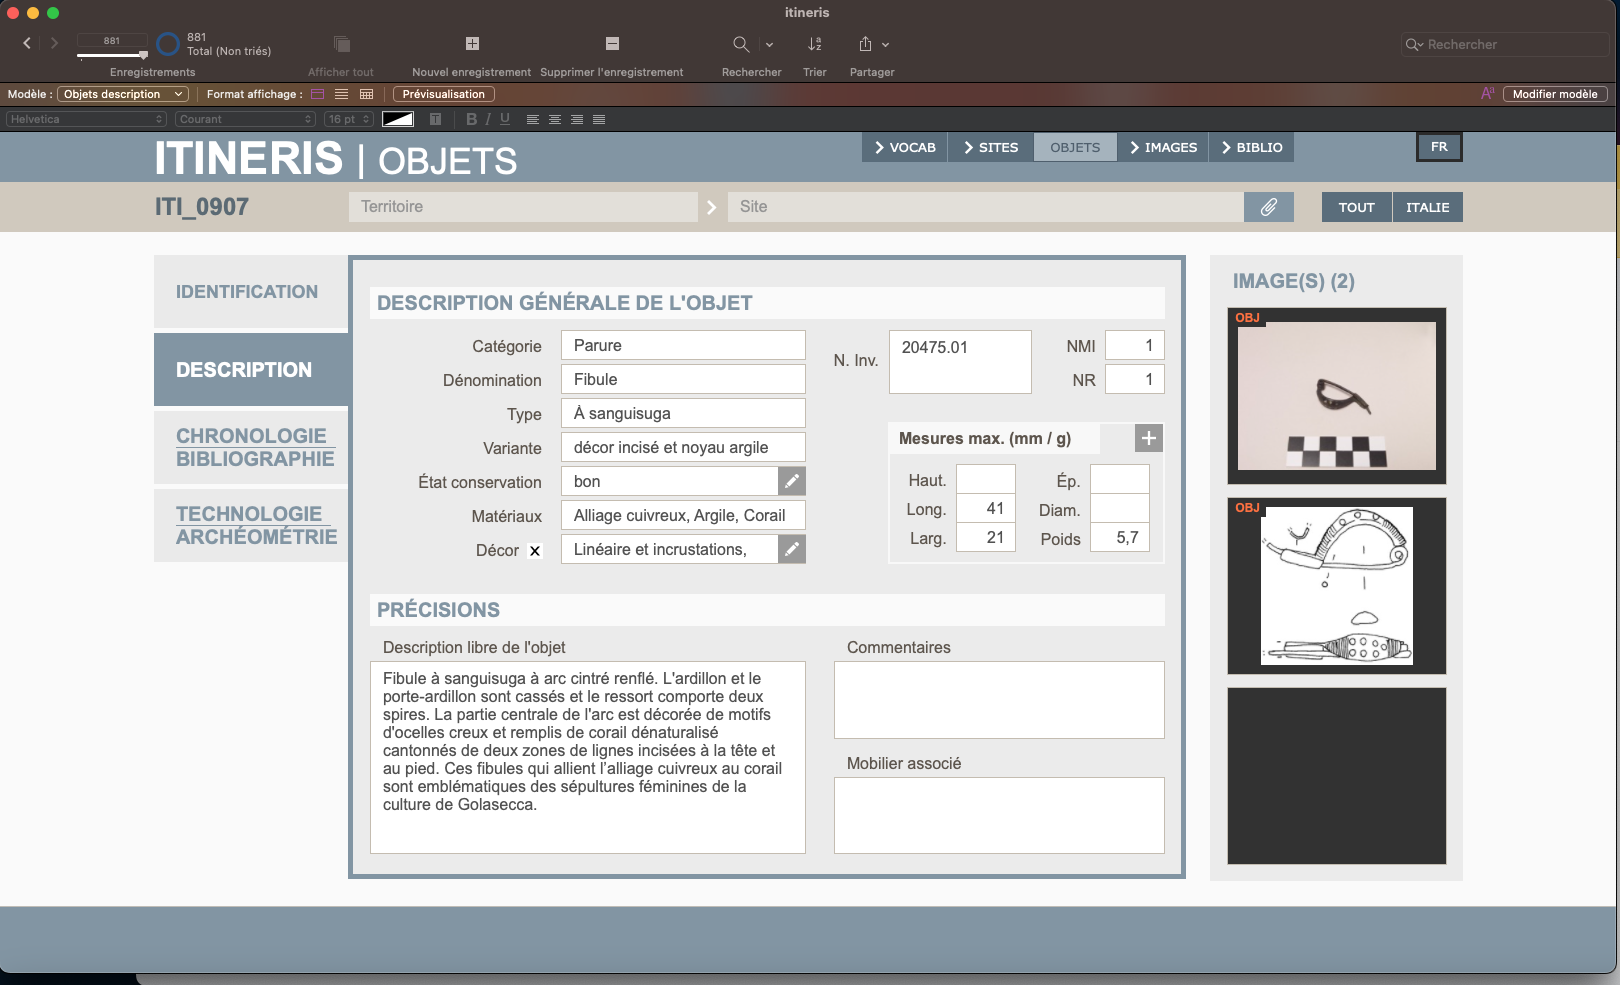 itineris
881
881
Total (Non triés)
Enregistrements
Afficher tout
Nouvel enregistrement
Supprimer l'enregistrement
Rechercher
Trier
Partager
Rechercher
Modèle :
Objets description
Format affichage :
Prévisualisation
Modifier modèle
Helvetica
Courant
16 pt
B I U
ITINERIS | OBJETS
VOCAB
SITES
OBJETS
IMAGES
BIBLIO
FR
ITI_0907
Territoire
Site
TOUT
ITALIE
IDENTIFICATION
DESCRIPTION
CHRONOLOGIE
BIBLIOGRAPHIE
TECHNOLOGIE
ARCHÉOMÉTRIE
DESCRIPTION GÉNÉRALE DE L'OBJET
Catégorie Parure
Dénomination Fibule
Type À sanguisuga
Variante décor incisé et noyau argile
État conservation bon
Matériaux Alliage cuivreux, Argile, Corail
Décor x Linéaire et incrustations,
N. Inv. 20475.01
NMI 1
NR 1
Mesures max. (mm / g)
Haut.
Ép.
Long. 41
Diam.
Larg. 21
Poids 5,7
PRÉCISIONS
Description libre de l'objet
Fibule à sanguisuga à arc cintré renflé. L'ardillon et le
porte-ardillon sont cassés et le ressort comporte deux
spires. La partie centrale de l'arc est décorée de motifs
d'ocelles creux et remplis de corail dénaturalisé
cantonnés de deux zones de lignes incisées à la tête et
au pied. Ces fibules qui allient l’alliage cuivreux au corail
sont emblématiques des sépultures féminines de la
culture de Golasecca.
Commentaires
Mobilier associé
IMAGE(S) (2)
OBJ
OBJ